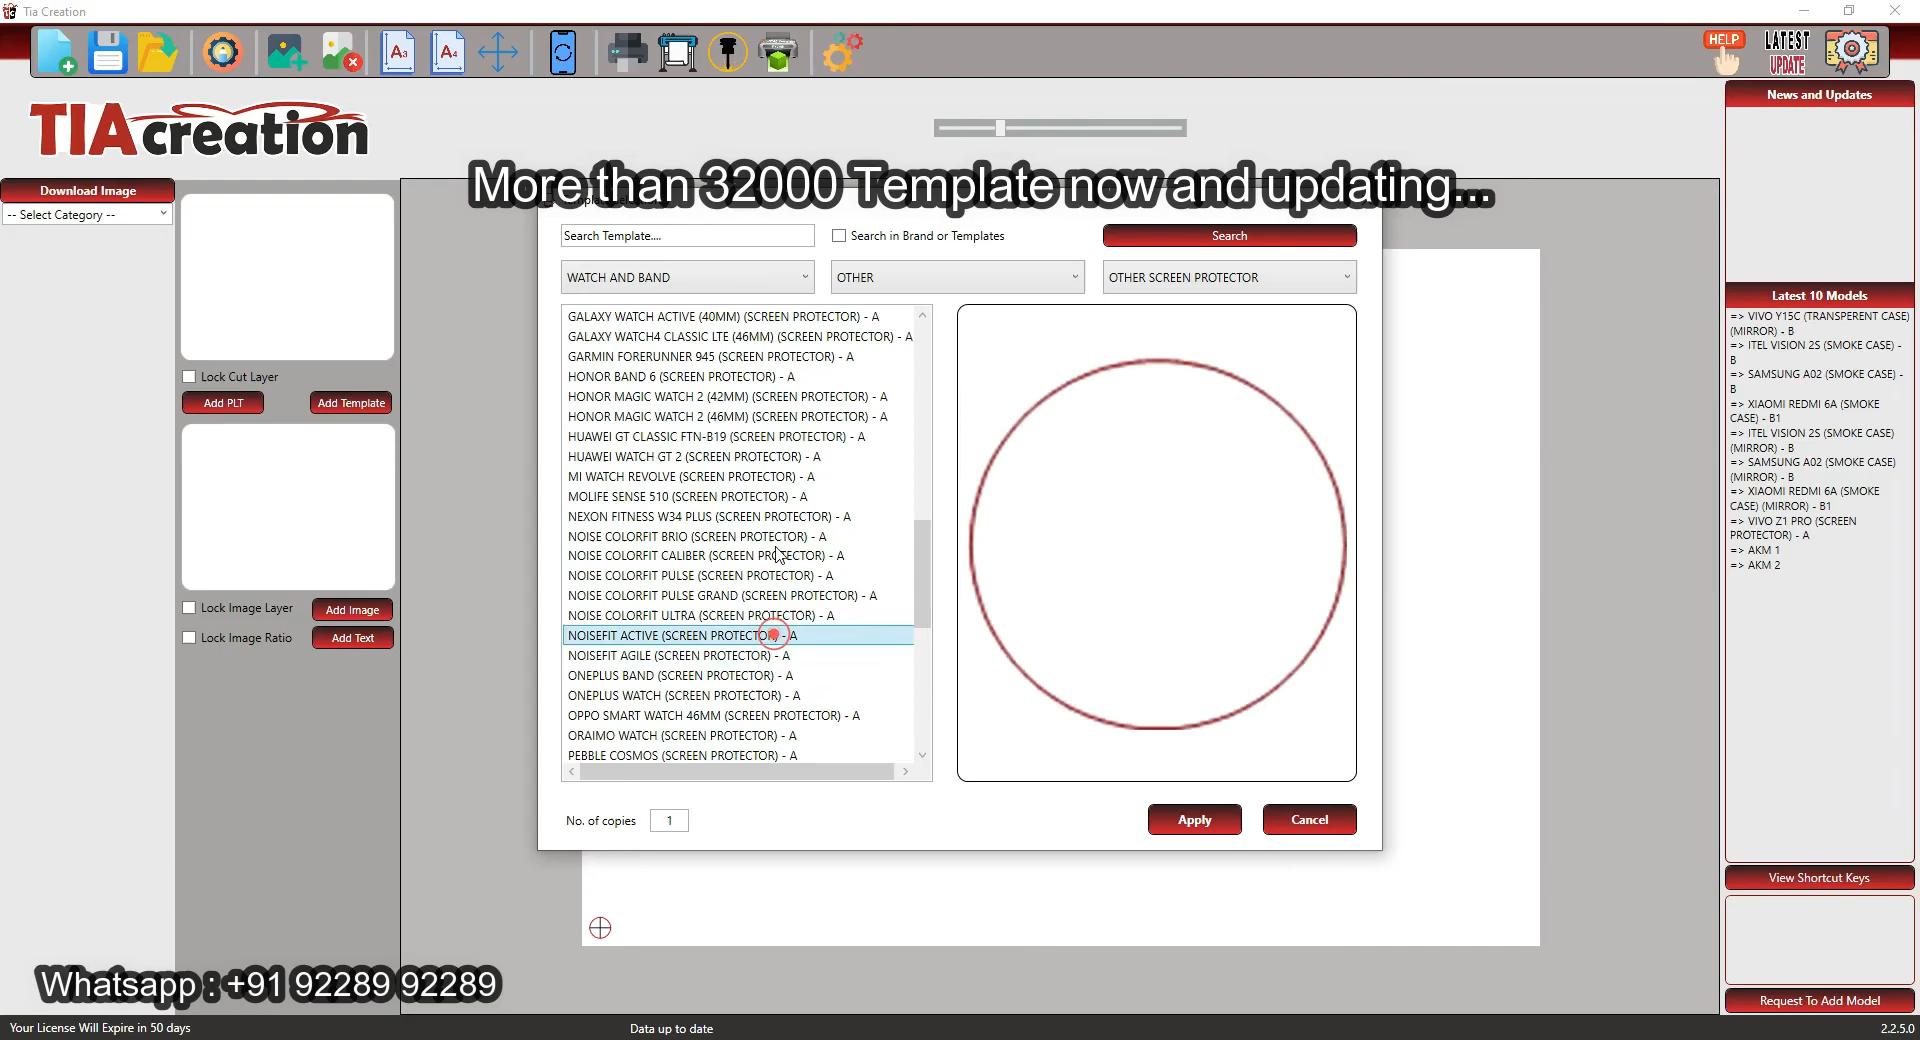 Tia Creation
A3
A4
HELP
LATEST
UPDATE
TIAcreation
More than 32000 Template now and updating...
Download Image
-- Select Category --
Lock Cut Layer
Add PLT
Add Template
Lock Image Layer
Add Image
Lock Image Ratio
Add Text
Search Template....
Search in Brand or Templates
Search
WATCH AND BAND
OTHER
OTHER SCREEN PROTECTOR
GALAXY WATCH ACTIVE (40MM) (SCREEN PROTECTOR) - A
GALAXY WATCH4 CLASSIC LTE (46MM) (SCREEN PROTECTOR) - A
GARMIN FORERUNNER 945 (SCREEN PROTECTOR) - A
HONOR BAND 6 (SCREEN PROTECTOR) - A
HONOR MAGIC WATCH 2 (42MM) (SCREEN PROTECTOR) - A
HONOR MAGIC WATCH 2 (46MM) (SCREEN PROTECTOR) - A
HUAWEI GT CLASSIC FTN-B19 (SCREEN PROTECTOR) - A
HUAWEI WATCH GT 2 (SCREEN PROTECTOR) - A
MI WATCH REVOLVE (SCREEN PROTECTOR) - A
MOLIFE SENSE 510 (SCREEN PROTECTOR) - A
NEXON FITNESS W34 PLUS (SCREEN PROTECTOR) - A
NOISE COLORFIT BRIO (SCREEN PROTECTOR) - A
NOISE COLORFIT CALIBER (SCREEN PROTECTOR) - A
NOISE COLORFIT PULSE (SCREEN PROTECTOR) - A
NOISE COLORFIT PULSE GRAND (SCREEN PROTECTOR) - A
NOISE COLORFIT ULTRA (SCREEN PROTECTOR) - A
NOISEFIT ACTIVE (SCREEN PROTECTOR) - A
NOISEFIT AGILE (SCREEN PROTECTOR) - A
ONEPLUS BAND (SCREEN PROTECTOR) - A
ONEPLUS WATCH (SCREEN PROTECTOR) - A
OPPO SMART WATCH 46MM (SCREEN PROTECTOR) - A
ORAIMO WATCH (SCREEN PROTECTOR) - A
PEBBLE COSMOS (SCREEN PROTECTOR) - A
No. of copies
1
Apply
Cancel
News and Updates
Latest 10 Models
=> VIVO Y15C (TRANSPERENT CASE)
(MIRROR) - B
=> ITEL VISION 2S (SMOKE CASE) -
B
=> SAMSUNG A02 (SMOKE CASE) -
B
=> XIAOMI REDMI 6A (SMOKE
CASE) - B1
=> ITEL VISION 2S (SMOKE CASE)
(MIRROR) - B
=> SAMSUNG A02 (SMOKE CASE)
(MIRROR) - B
=> XIAOMI REDMI 6A (SMOKE
CASE) (MIRROR) - B1
=> VIVO Z1 PRO (SCREEN
PROTECTOR) - A
=> AKM 1
=> AKM 2
View Shortcut Keys
Request To Add Model
Whatsapp : +91 92289 92289
Your License Will Expire in 50 days
Data up to date
2.2.5.0